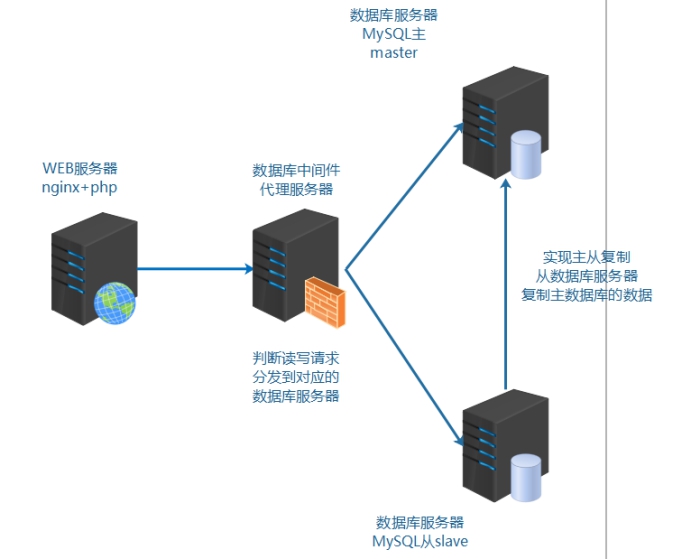 数据库服务器
MySQL主
master
WEB服务器
nginx+php
数据库中间件
代理服务器
实现主从复制
从数据库服务器
复制主数据库的数据
判断读写请求
分发到对应的
数据库服务器
数据库服务器
MySQL从slave